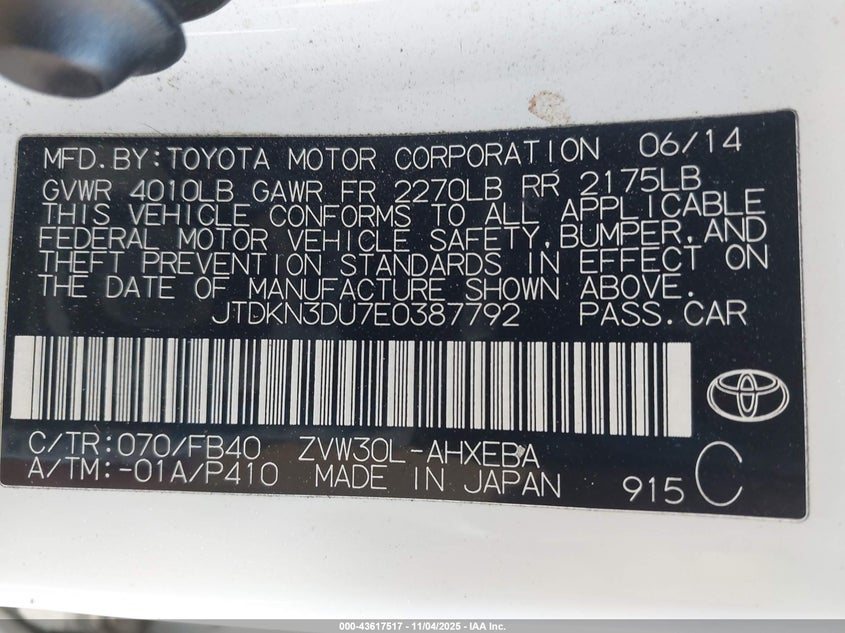 MFD.BY:TOYOTA MOTOR CORPORATION 06/14
GVWR 4010LB GAWR FR 2270LB RR 2175LB
THIS VEHICLE CONFORMS TO ALL APPLICABLE
FEDERAL MOTOR VEHICLE SAFETY,BUMPER,AND
THEFT PREVENTION STANDARDS IN EFFECT ON
THE DATE OF MANUFACTURE SHOWN ABOVE.
JTDKN3DU7E0387792 PASS.CAR
C/TR:070/FB40 ZVW30L-AHXEBA
A/TM:-01A/P410 MADE IN JAPAN 915 C
000-43617517 - 11/04/2025 - IAA Inc.